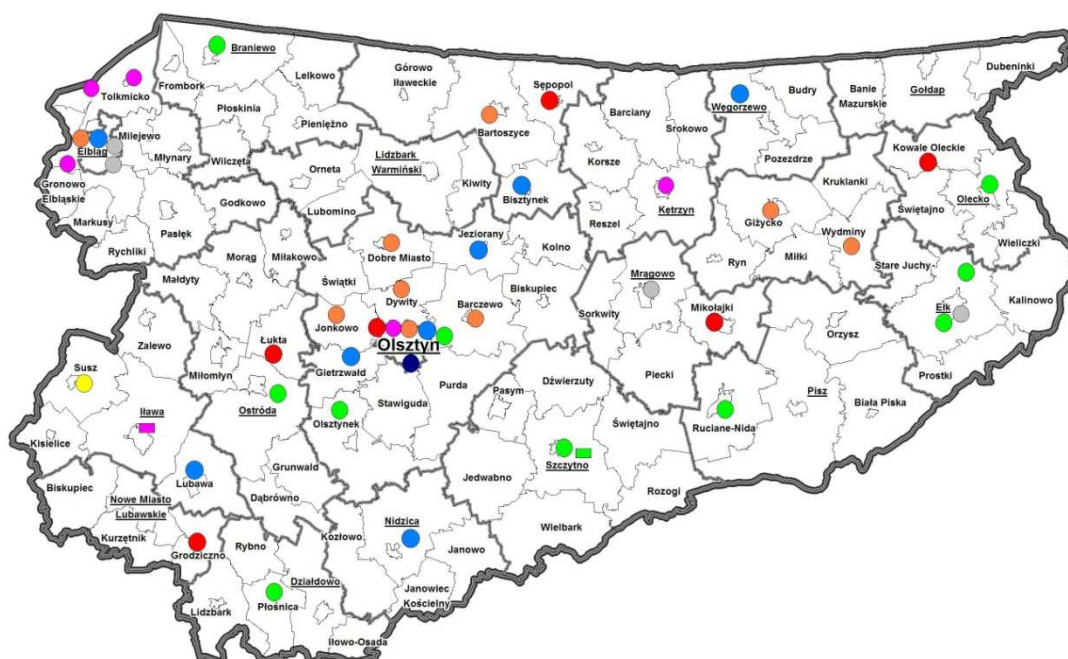 Braniewo
Dubeninki
Frombork
Lelkowo
Górowo
Iławeckie
Sępopol
Banie
Mazurskie
Gołdap
Tolkmicko
Płoskinia
Barciany
Węgorzewo
Budry
Pieniężno
Bartoszyce
Srokowo
Elbląg
Milejewo
Młynary
Wilczęta
Orneta
Lidzbark
Warmiński
Kiwity
Korsze
Pozezdrze
Kowale Oleckie
Gronowo
Elbląskie
Kętrzyn
Kruklanki
Bisztynek
Olecko
Godkowo
Lubomino
Reszel
Świętajno
Markusy
Pasłęk
Giżycko
Wydminy
Rychliki
Jeziorany
Kolno
Wieliczki
Morąg
Miłakowo
Dobre Miasto
Ryn
Miłki
Stare Juchy
Małdyty
Świątki
Mrągowo
Dywity
Barczewo
Biskupiec
Ełk
Kalinowo
Jonkowo
Sorkwity
Mikołajki
Orzysz
Zalewo
Łukta
Olsztyn
Susz
Miłomłyn
Gietrzwałd
Dźwierzuty
Piecki
Prostki
Purda
Pasym
Pisz
Biała Piska
Ostróda
Stawiguda
Iława
Olsztynek
Świętajno
Ruciane-Nida
Kisielice
Szczytno
Grunwald
Jedwabno
Lubawa
Rozogi
Biskupiec
Nowe Miasto
Lubawskie
Dąbrówno
Nidzica
Wielbark
Kurzętnik
Kozłowo
Rybno
Janowo
Grodziczno
Działdowo
Janowiec
Kościelny
Płośnica
Lidzbark
Iłowo-Osada